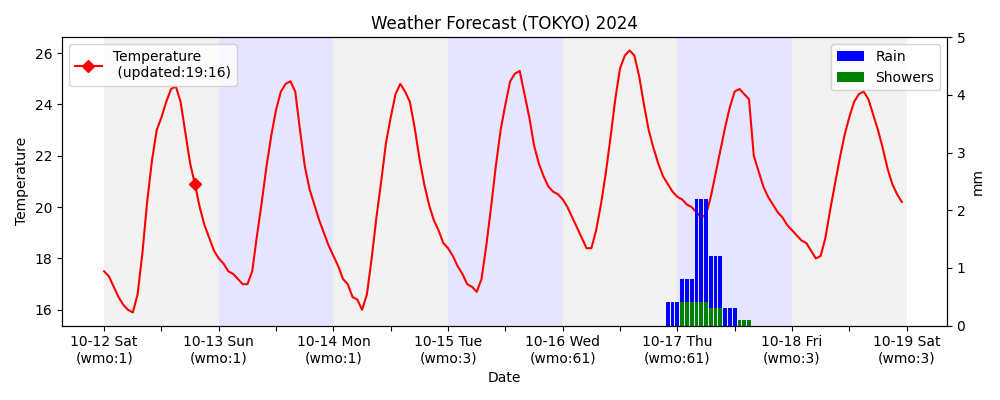 Weather Forecast (TOKYO) 2024
Temperature
(updated:19:16)
Rain
Showers
Temperature
26
24
22
20
18
16
mm
5
4
3
2
1
0
10-12 Sat
(wmo:1)
10-13 Sun
(wmo:1)
10-14 Mon
(wmo:1)
10-15 Tue
(wmo:3)
10-16 Wed
(wmo:61)
10-17 Thu
(wmo:61)
10-18 Fri
(wmo:3)
10-19 Sat
(wmo:3)
Date